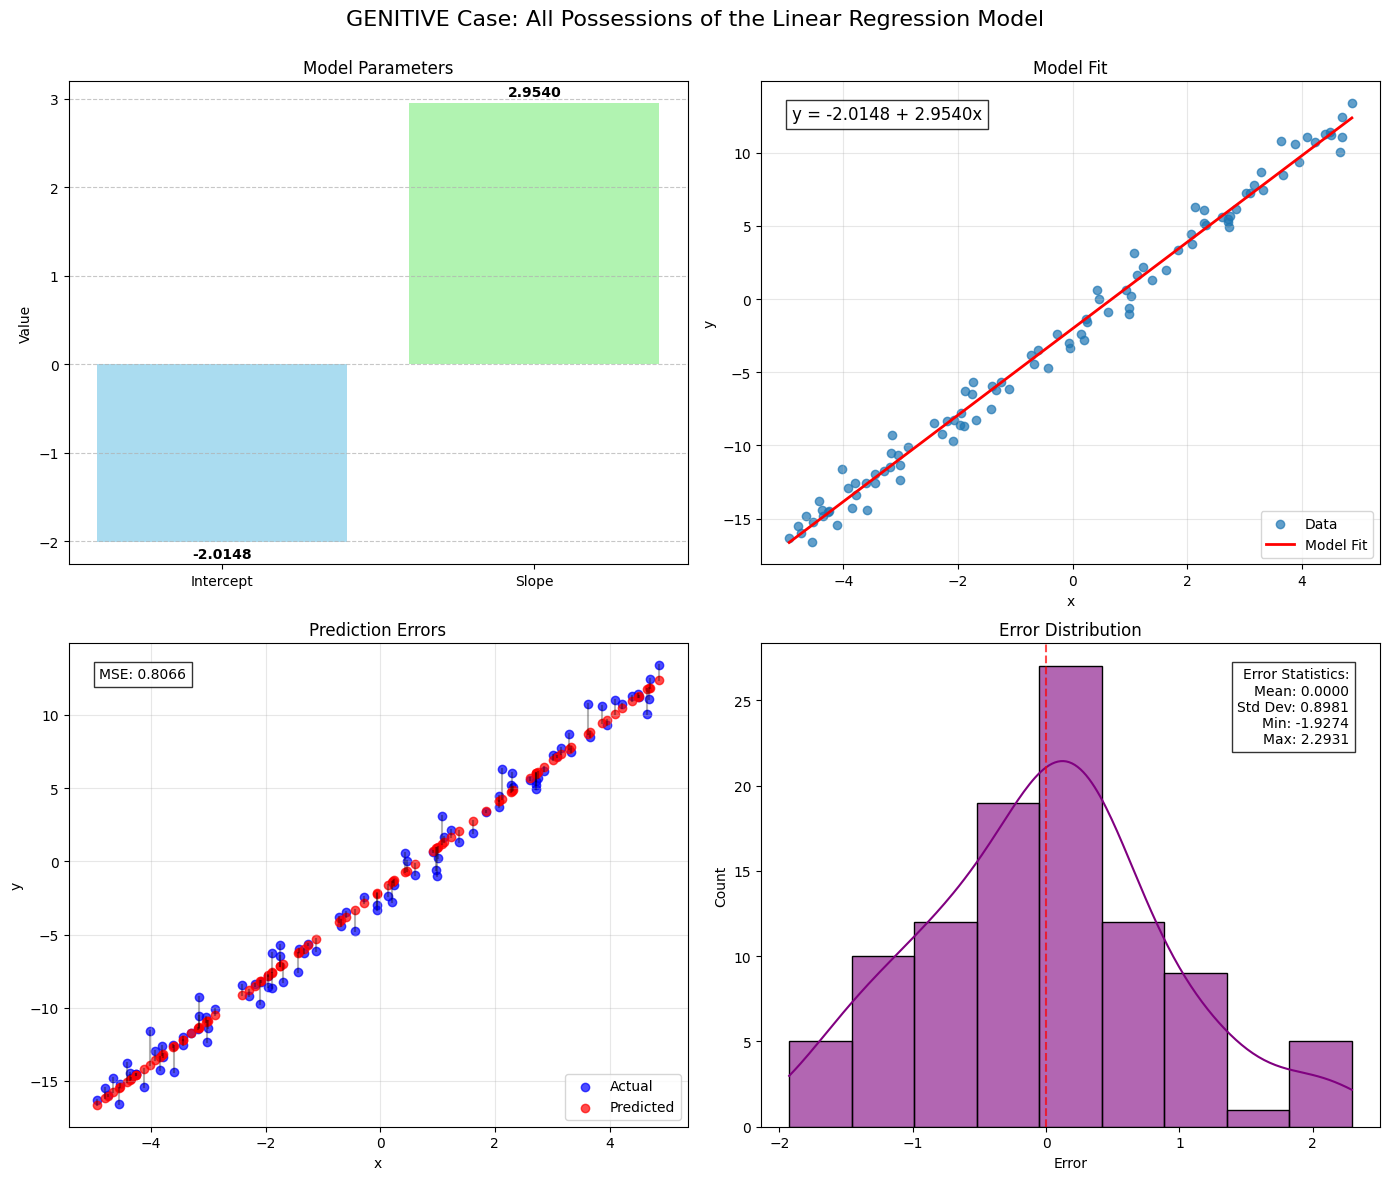 GENITIVE Case: All Possessions of the Linear Regression Model
Model Parameters
3
2
1
0
−1
−2
Value
2.9540
-2.0148
Intercept
Slope
Model Fit
y = -2.0148 + 2.9540x
10
5
0
−5
−10
−15
y
−4
−2
0
2
4
x
Data
Model Fit
Prediction Errors
MSE: 0.8066
10
5
0
−5
−10
−15
y
−4
−2
0
2
4
x
Actual
Predicted
Error Distribution
Error Statistics:
Mean: 0.0000
Std Dev: 0.8981
Min: -1.9274
Max: 2.2931
25
20
15
10
5
0
Count
−2
−1
0
1
2
Error